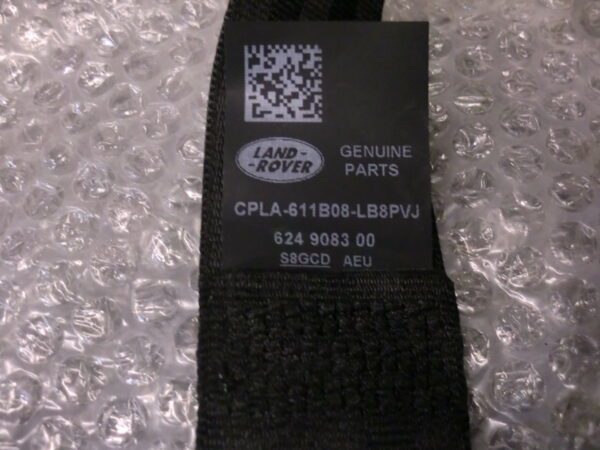 LAND-
-ROVER
GENUINE
PARTS
CPLA-611B08-LB8PVJ
624 9083 00
S8GCD AEU